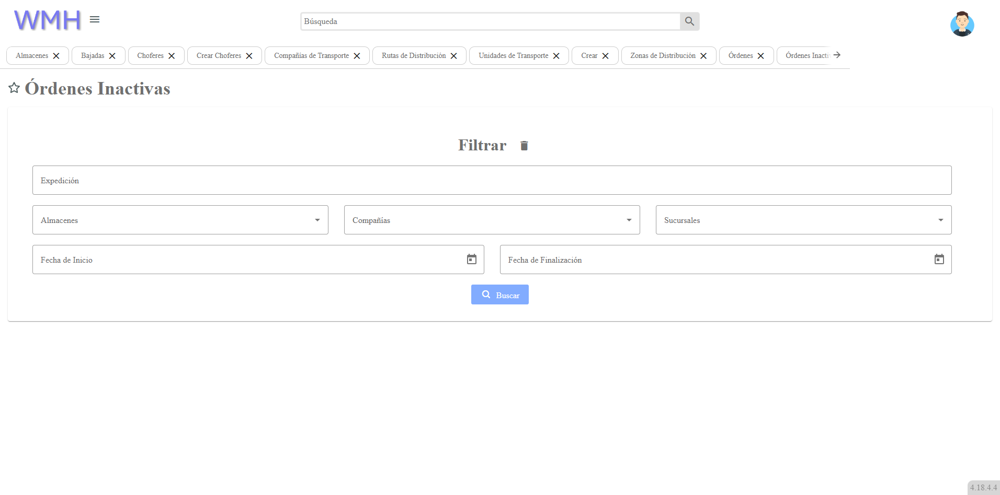 WMH
Búsqueda
Almacenes Bajadas Choferes Crear Choferes Compañías de Transporte Rutas de Distribución Unidades de Transporte Crear Zonas de Distribución Órdenes Órdenes
Órdenes Inactivas
Filtrar
Expedición
Almacenes Compañías Sucursales
Fecha de Inicio Fecha de Finalización
Buscar
4.18.4.4